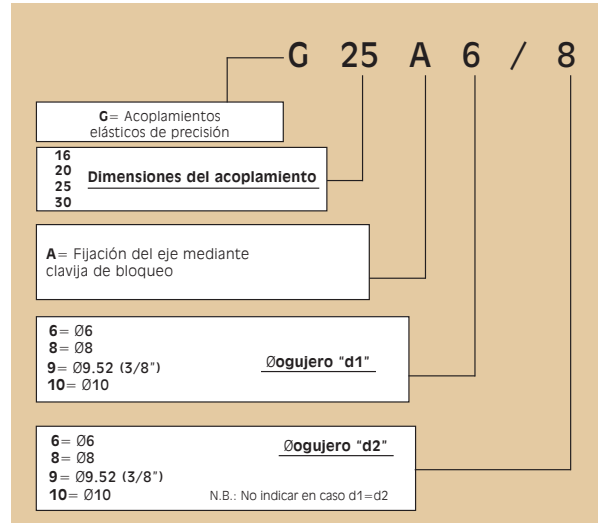 G 25 A 6 / 8
G= Acoplamientos
elásticos de precisión
16
20
25
30
Dimensiones del acoplamiento
A= Fijación del eje mediante
clavija de bloqueo
6= Ø6
8= Ø8
9= Ø9.52 (3/8")
10= Ø10
Øogujero "d1"
6= Ø6
8= Ø8
9= Ø9.52 (3/8")
10= Ø10
Øogujero "d2"
N.B.: No indicar en caso d1=d2